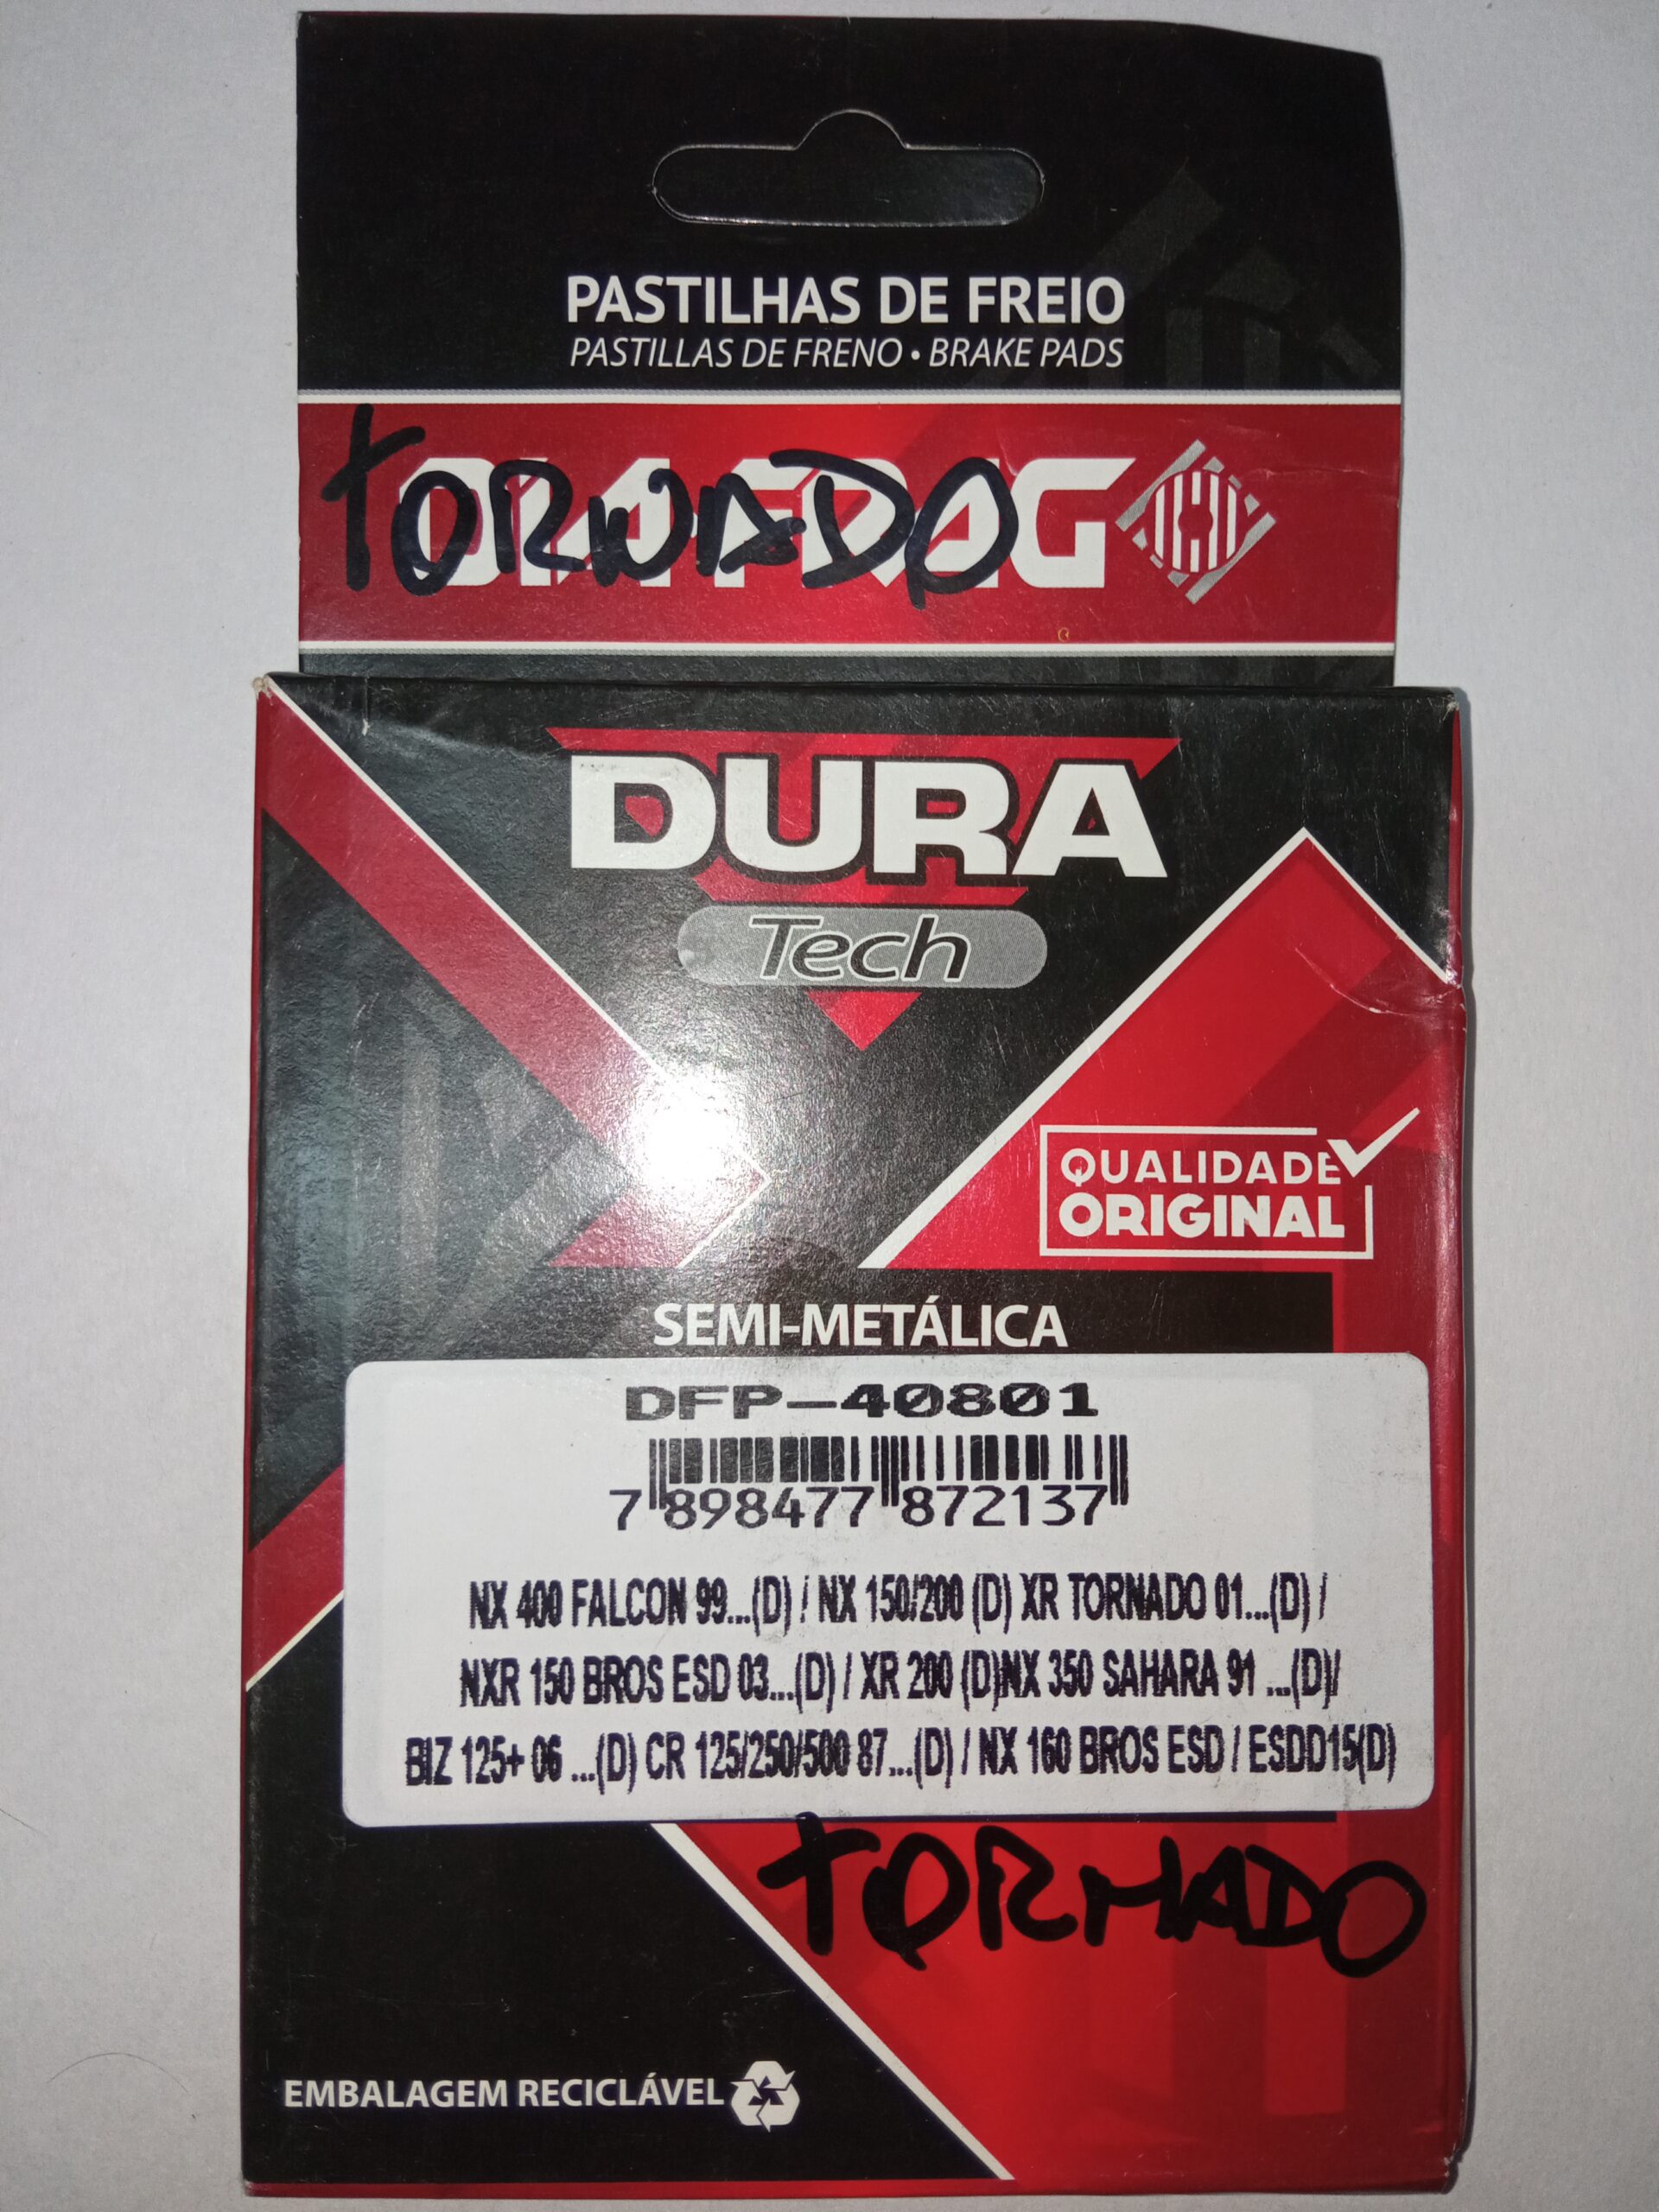 PASTILHAS DE FREIO
PASTILLAS DE FRENO • BRAKE PADS
DIAFRAG
TORNADO
DURA
Tech
QUALIDADE
ORIGINAL
SEMI-METÁLICA
DFP-40801
7 898477 872137
NX 400 FALCON 99...(D) / NX 150/200 (D) XR TORNADO 01...(D) /
NXR 150 BROS ESD 03...(D) / XR 200 (D)NX 350 SAHARA 91 ...(D)/
BIZ 125+ 06 ...(D) CR 125/250/500 87...(D) / NX 160 BROS ESD / ESDD15(D)
TORNADO
EMBALAGEM RECICLÁVEL